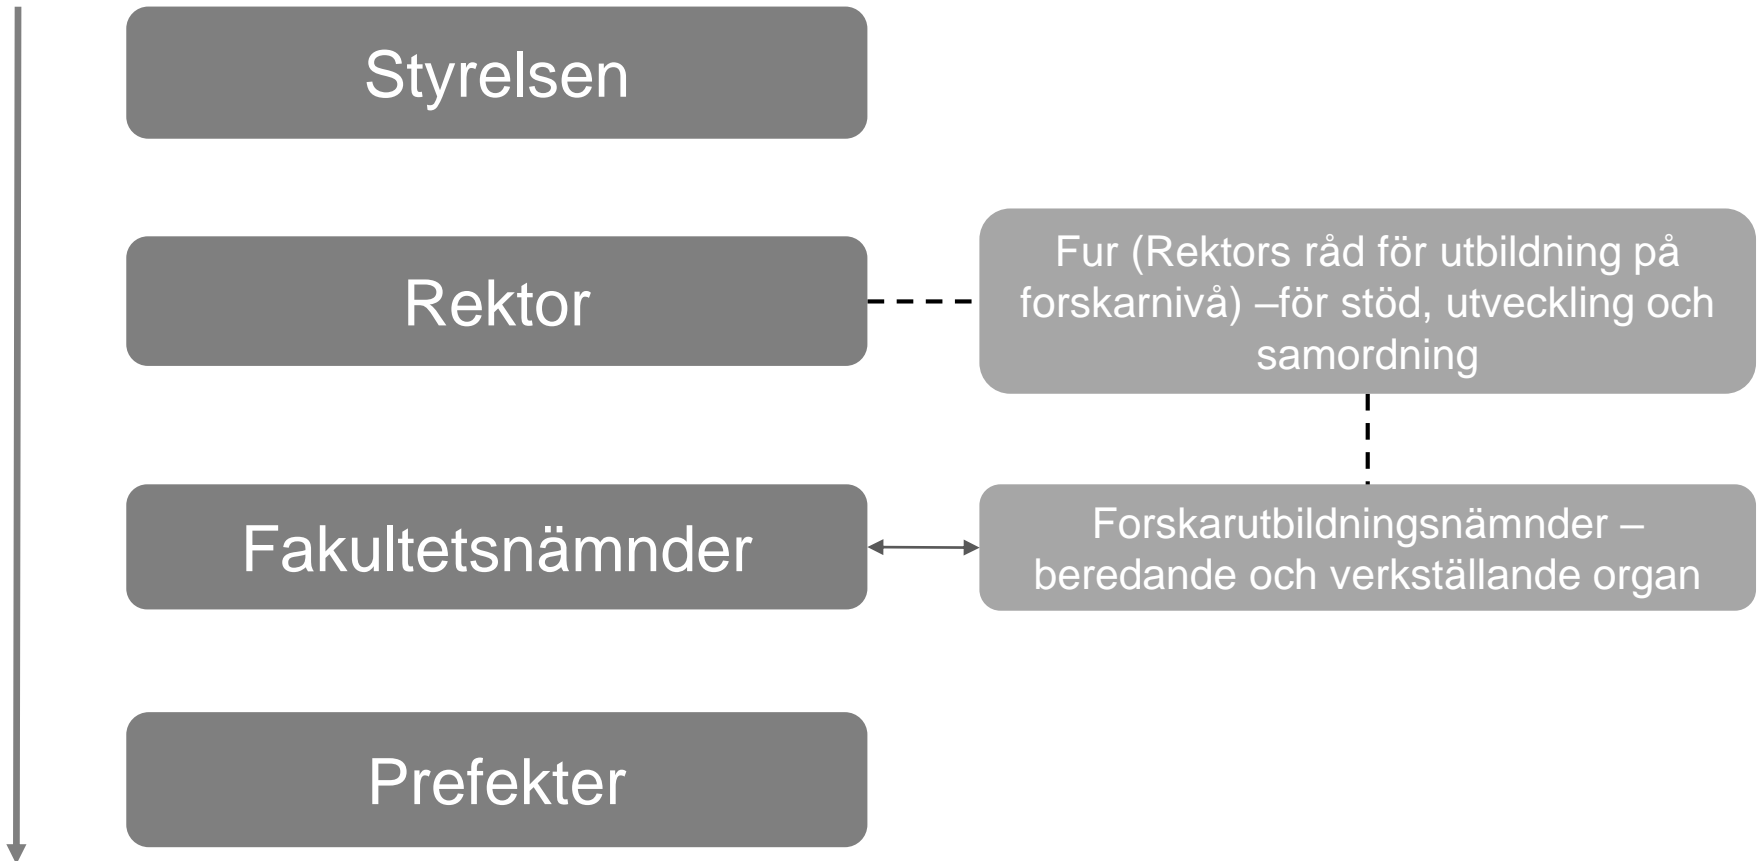 Styrelsen
Rektor
Fur (Rektors råd för utbildning på
forskarnivå) –för stöd, utveckling och
samordning
Fakultetsnämnder
Forskarutbildningsnämnder –
beredande och verkställande organ
Prefekter